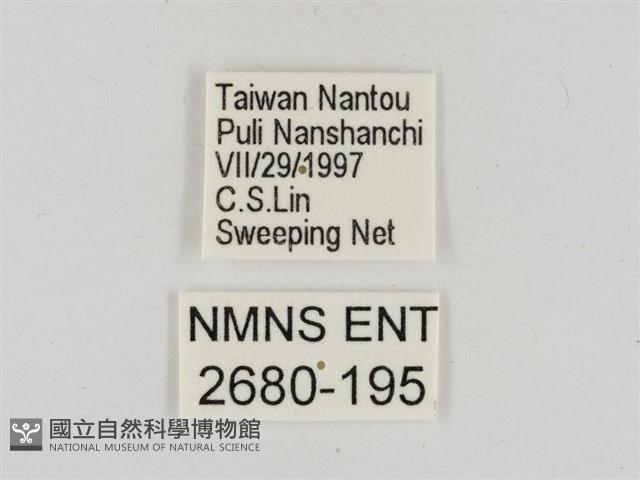 Taiwan Nantou
Puli Nanshanchi
VII/29/1997
C.S.Lin
Sweeping Net
NMNS ENT
2680-195
國立自然科學博物館
NATIONAL MUSEUM OF NATURAL SCIENCE